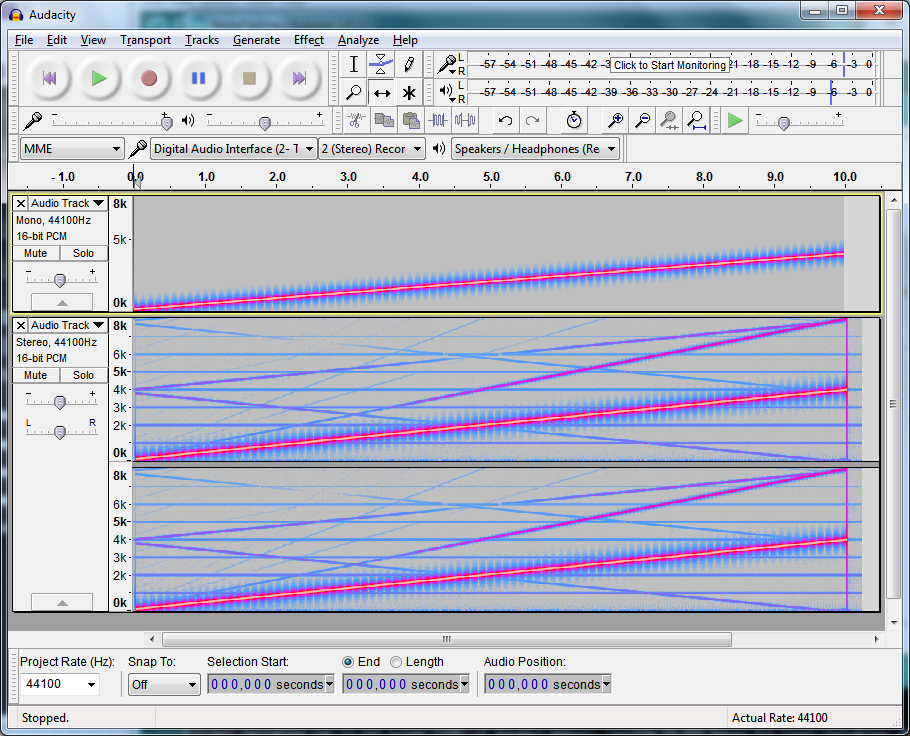 Audacity
File Edit View Transport Tracks Generate Effect Analyze Help
L
R
-57 -54 -51 -48 -45 -42 -3 Click to Start Monitoring -21 -18 -15 -12 -9 -6 -3 0
L
R
-57 -54 -51 -48 -45 -42 -39 -36 -33 -30 -27 -24 -21 -18 -15 -12 -9 -6 -3 0
- + - + - +
MME Digital Audio Interface (2- T 2 (Stereo) Recor Speakers / Headphones (Re
- 1.0 0.0 1.0 2.0 3.0 4.0 5.0 6.0 7.0 8.0 9.0 10.0
X Audio Track 8k
Mono, 44100Hz
16-bit PCM 5k
Mute Solo
- +
0k
X Audio Track 8k
Stereo, 44100Hz
16-bit PCM 6k
Mute Solo 5k
- + 4k
3k
L R 2k
0k
8k
6k
5k
4k
3k
2k
0k
Project Rate (Hz): Snap To: Selection Start: End Length Audio Position:
44100 Off 000,000 seconds 000,000 seconds 000,000 seconds
Stopped. Actual Rate: 44100